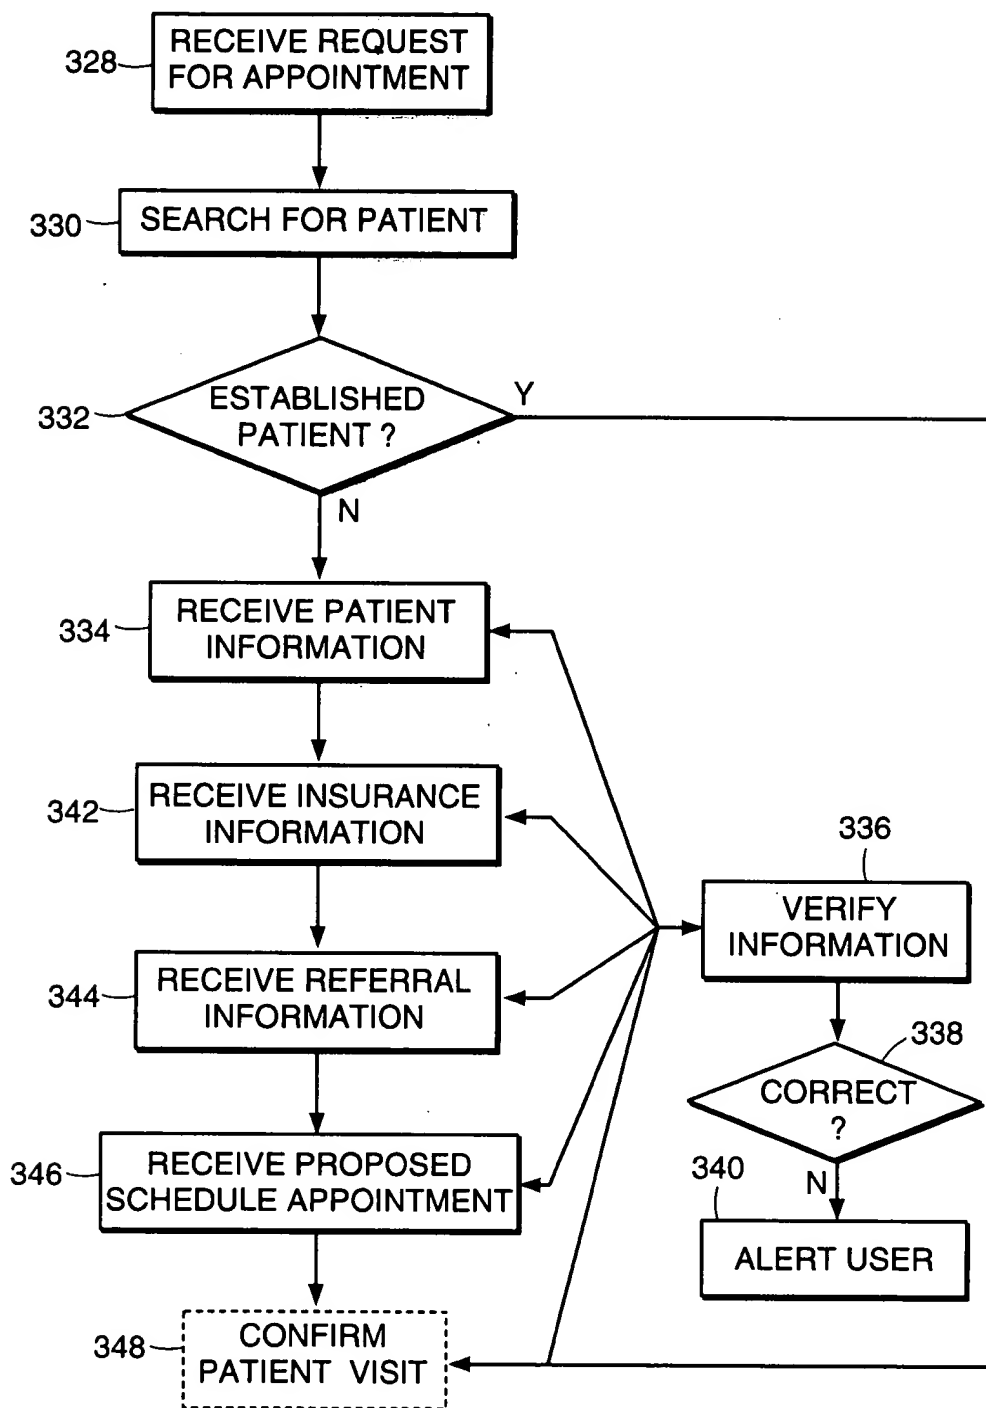 328
RECEIVE REQUEST
FOR APPOINTMENT
330
SEARCH FOR PATIENT
332
ESTABLISHED
PATIENT ?
Y
N
334
RECEIVE PATIENT
INFORMATION
342
RECEIVE INSURANCE
INFORMATION
336
VERIFY
INFORMATION
344
RECEIVE REFERRAL
INFORMATION
338
CORRECT
?
N
346
RECEIVE PROPOSED
SCHEDULE APPOINTMENT
340
ALERT USER
348
CONFIRM
PATIENT VISIT